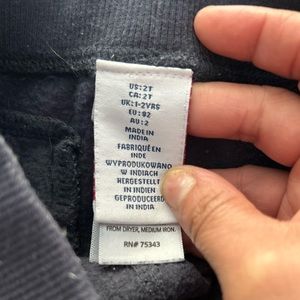 US:2T
CA:2T
UK:1-2YRS
EU:92
AU:2
MADE IN
INDIA
FABRIQUÉ EN
INDE
WYPRODUKOWANO
W INDIACH
HERGESTELLT
IN INDIEN
GEPRODUCEERD
IN INDIA
FROM DRYER, MEDIUM IRON.
RN# 75343